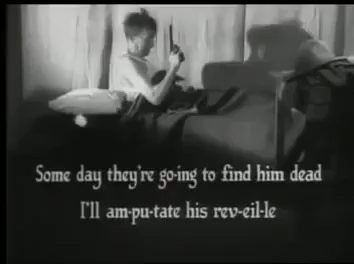 Some day they're go-ing to find him dead
I'll am-pu-tate his rev-eil-le